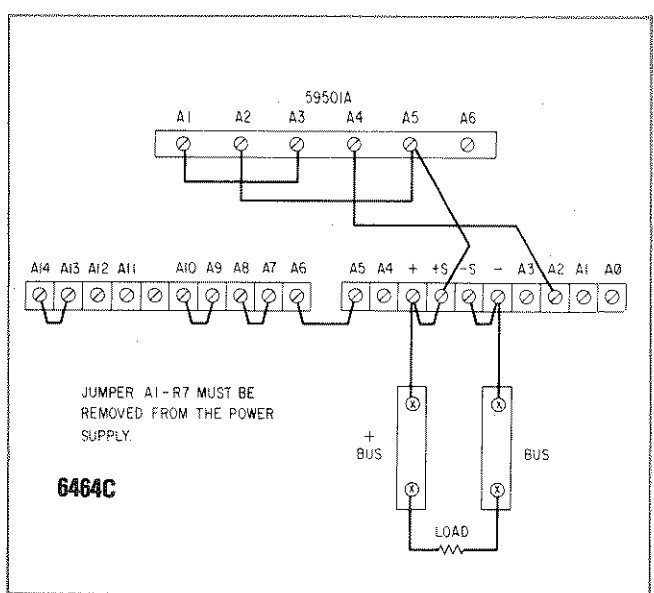 59501A
A1 A2 A3 A4 A5 A6
A14 A13 A12 A11 A10 A9 A8 A7 A6 A5 A4 + +S -S - A3 A2 A1 A0
JUMPER A1-R7 MUST BE
REMOVED FROM THE POWER
SUPPLY.
6464C
+
BUS
BUS
LOAD